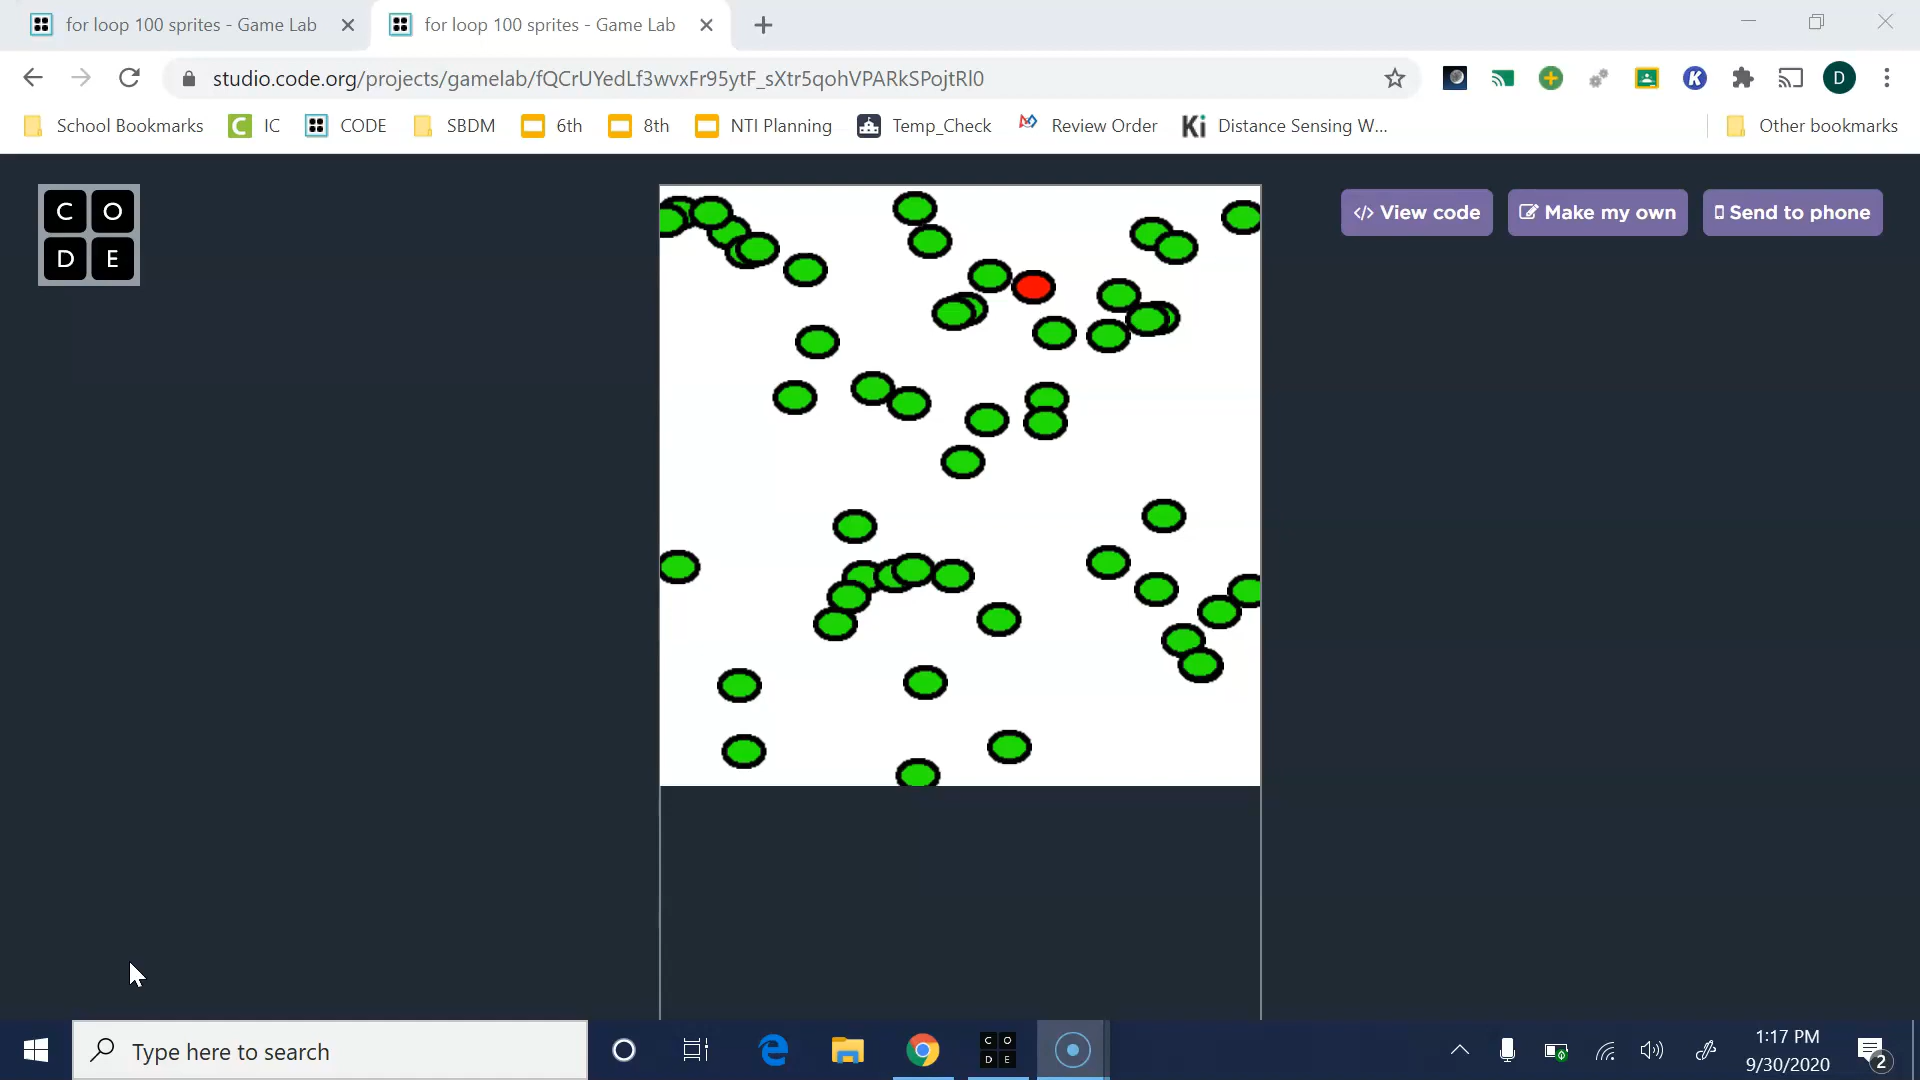 for loop 100 sprites - Game Lab
for loop 100 sprites - Game Lab
studio.code.org/projects/gamelab/fQCrUYedLf3wvxFr95ytF_sXtr5qohVPARkSPojtRl0
K
D
School Bookmarks
C
IC
CODE
SBDM
6th
8th
NTI Planning
Temp_Check
Review Order
Ki
Distance Sensing W...
Other bookmarks
C O
D E
</> View code
Make my own
Send to phone
Type here to search
C O
D E
1:17 PM
9/30/2020
2